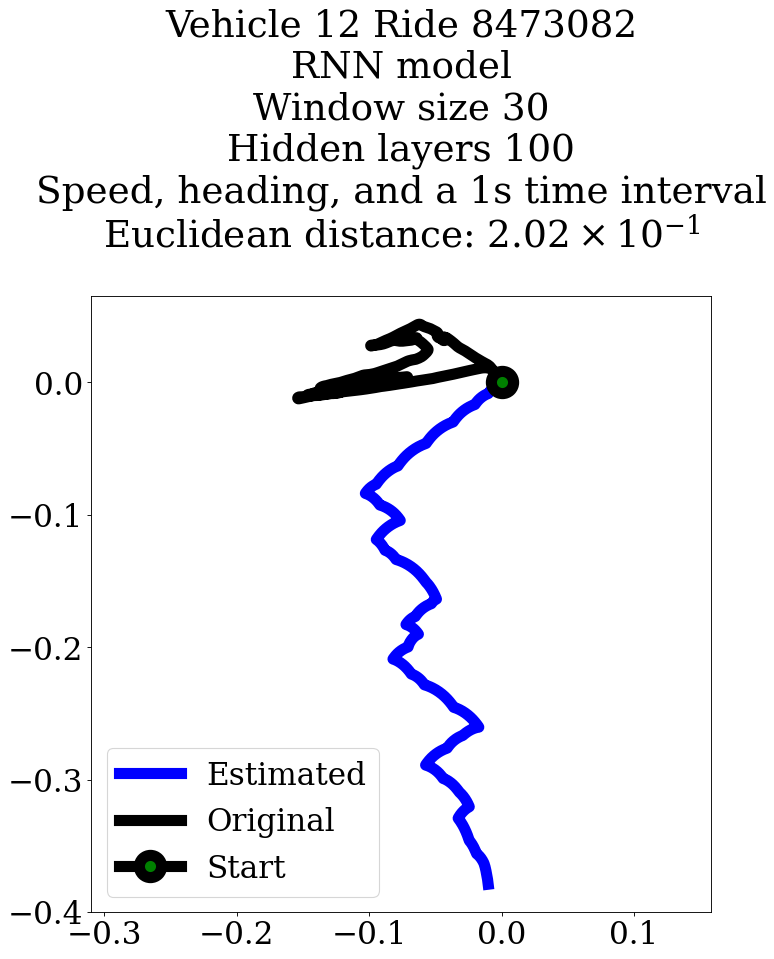 Vehicle 12 Ride 8473082
RNN model
Window size 30
Hidden layers 100
Speed, heading, and a 1s time interval
Euclidean distance: 2.02 × 10⁻¹
0.0
−0.1
−0.2
−0.3
−0.4
Estimated
Original
Start
−0.3 −0.2 −0.1 0.0 0.1